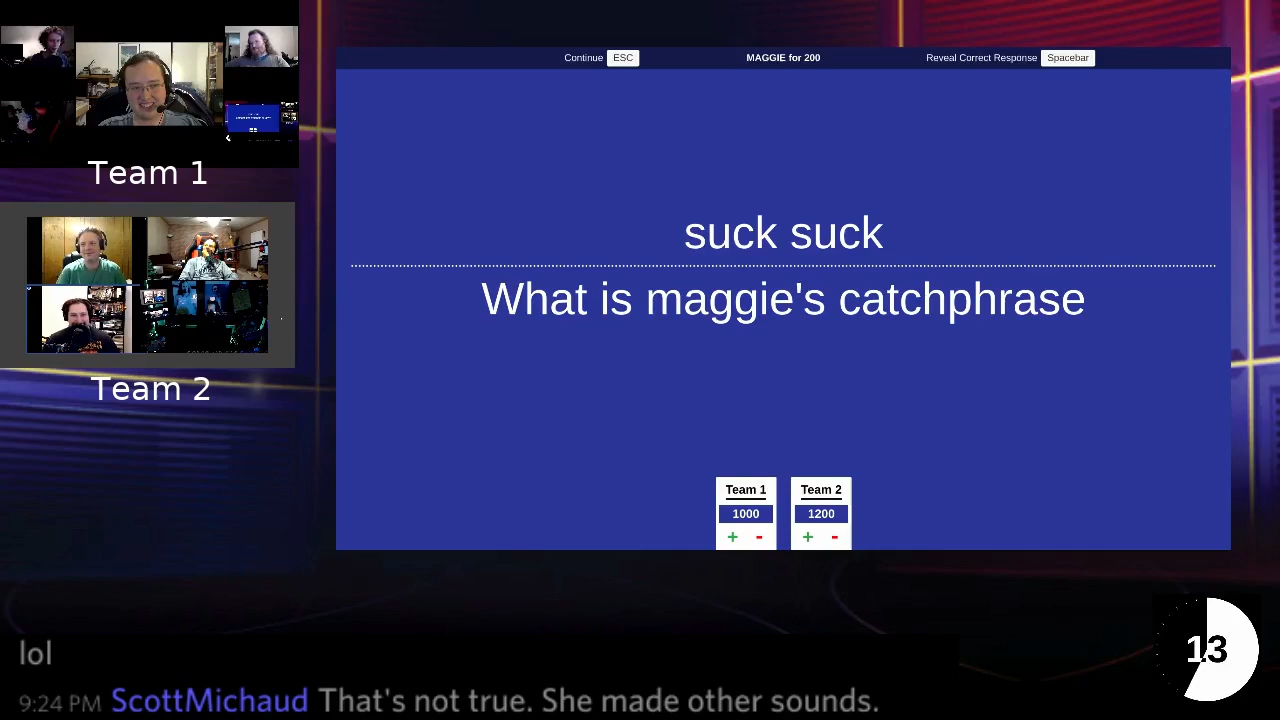 Continue ESC MAGGIE for 200 Reveal Correct Response Spacebar
Team 1
suck suck
What is maggie's catchphrase
Team 2
Team 1 Team 2
1000 1200
+ - + -
13
lol
9:24 PM ScottMichaud That's not true. She made other sounds.